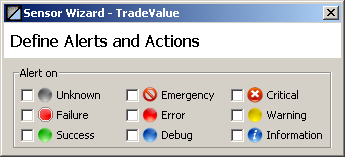 Sensor Wizard - TradeValue
Define Alerts and Actions
Alert on
Unknown Emergency Critical
Failure Error Warning
Success Debug Information